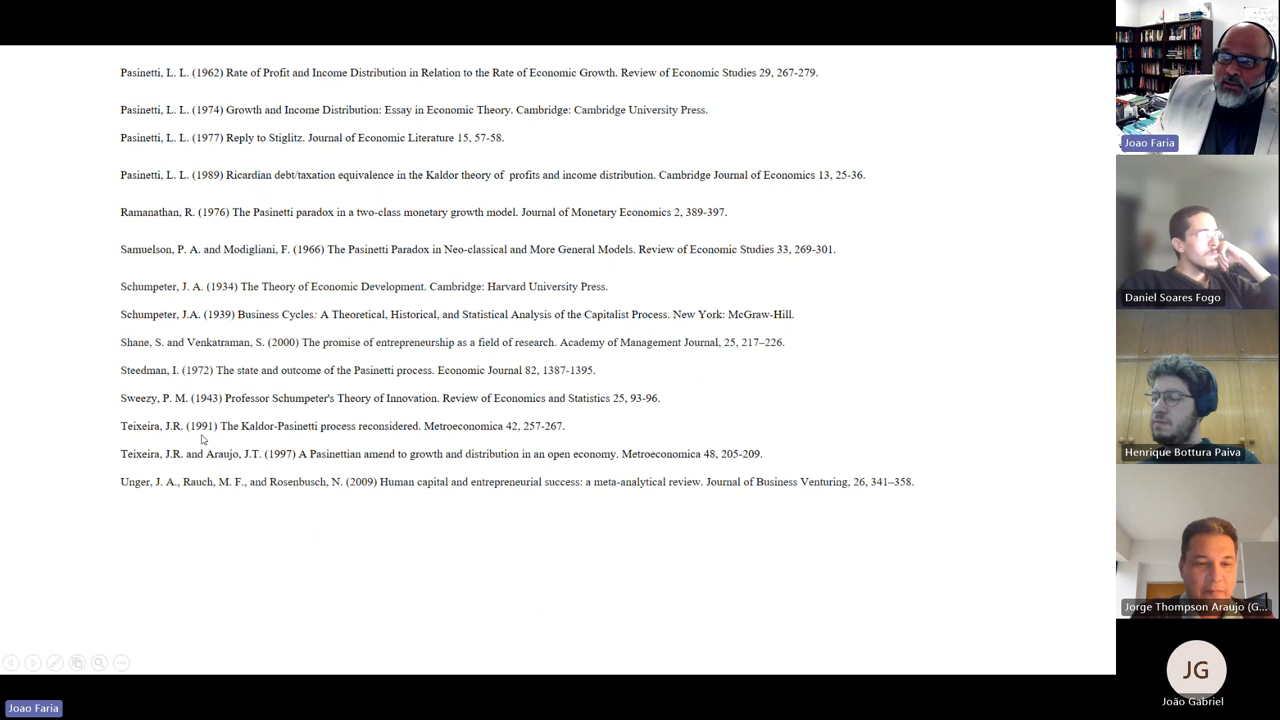 Pasinetti, L. L. (1962) Rate of Profit and Income Distribution in Relation to the Rate of Economic Growth. Review of Economic Studies 29, 267-279.
Pasinetti, L. L. (1974) Growth and Income Distribution: Essay in Economic Theory. Cambridge: Cambridge University Press.
Pasinetti, L. L. (1977) Reply to Stiglitz. Journal of Economic Literature 15, 57-58.
Pasinetti, L. L. (1989) Ricardian debt/taxation equivalence in the Kaldor theory of profits and income distribution. Cambridge Journal of Economics 13, 25-36.
Ramanathan, R. (1976) The Pasinetti paradox in a two-class monetary growth model. Journal of Monetary Economics 2, 389-397.
Samuelson, P. A. and Modigliani, F. (1966) The Pasinetti Paradox in Neo-classical and More General Models. Review of Economic Studies 33, 269-301.
Schumpeter, J. A. (1934) The Theory of Economic Development. Cambridge: Harvard University Press.
Schumpeter, J.A. (1939) Business Cycles: A Theoretical, Historical, and Statistical Analysis of the Capitalist Process. New York: McGraw-Hill.
Shane, S. and Venkatraman, S. (2000) The promise of entrepreneurship as a field of research. Academy of Management Journal, 25, 217–226.
Steedman, I. (1972) The state and outcome of the Pasinetti process. Economic Journal 82, 1387-1395.
Sweezy, P. M. (1943) Professor Schumpeter's Theory of Innovation. Review of Economics and Statistics 25, 93-96.
Teixeira, J.R. (1991) The Kaldor-Pasinetti process reconsidered. Metroeconomica 42, 257-267.
Teixeira, J.R. and Araujo, J.T. (1997) A Pasinettian amend to growth and distribution in an open economy. Metroeconomica 48, 205-209.
Unger, J. A., Rauch, M. F., and Rosenbusch, N. (2009) Human capital and entrepreneurial success: a meta-analytical review. Journal of Business Venturing, 26, 341–358.
Joao Faria
Joao Faria
Daniel Soares Fogo
Henrique Bottura Paiva
Jorge Thompson Araujo (G...
JG
João Gabriel